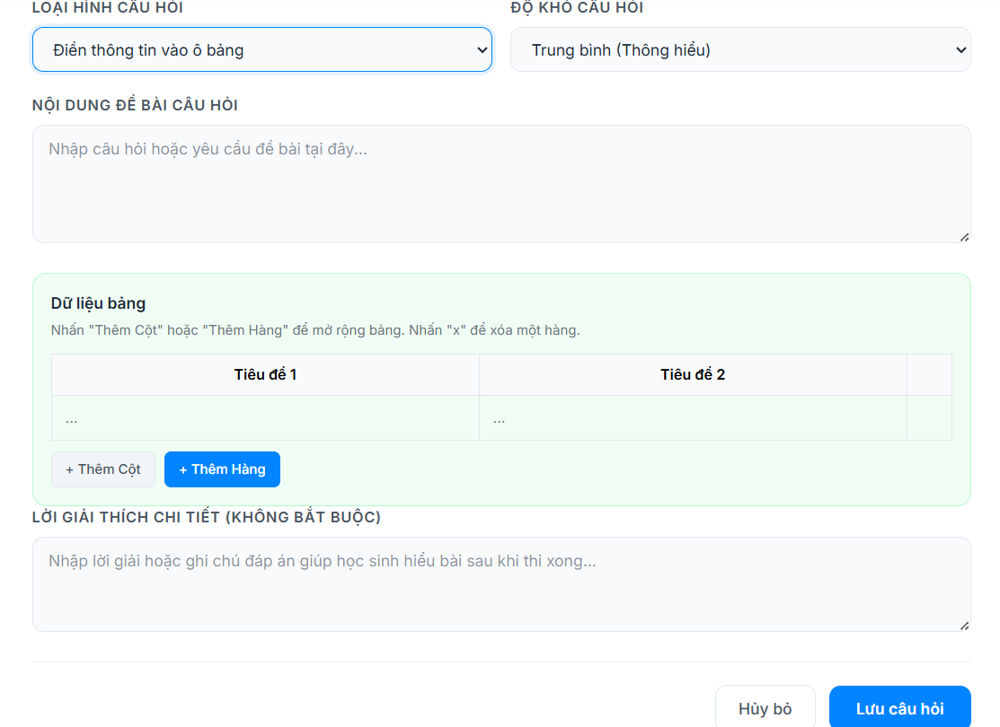 LOẠI HÌNH CÂU HỎI
ĐỘ KHÓ CÂU HỎI
Điền thông tin vào ô bảng
Trung bình (Thông hiểu)
NỘI DUNG ĐỀ BÀI CÂU HỎI
Nhập câu hỏi hoặc yêu cầu đề bài tại đây...
Dữ liệu bảng
Nhấn "Thêm Cột" hoặc "Thêm Hàng" để mở rộng bảng. Nhấn "x" để xóa một hàng.
Tiêu đề 1
Tiêu đề 2
...
...
+ Thêm Cột
+ Thêm Hàng
LỜI GIẢI THÍCH CHI TIẾT (KHÔNG BẮT BUỘC)
Nhập lời giải hoặc ghi chú đáp án giúp học sinh hiểu bài sau khi thi xong...
Hủy bỏ
Lưu câu hỏi